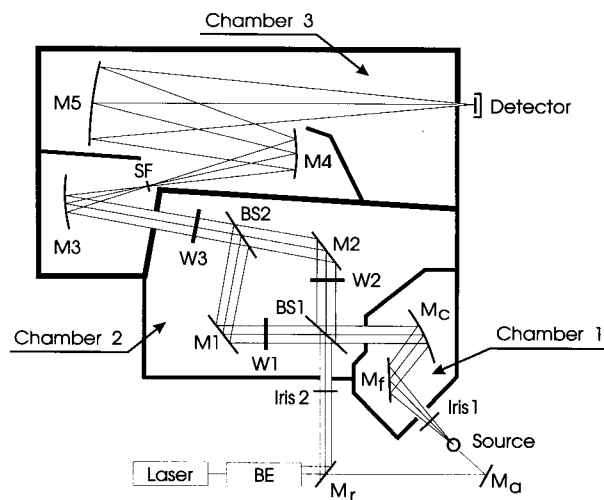 Chamber 3
M5
Detector
M4
SF
M3
BS2
M2
W3
W2
BS1
Mc
Chamber 2
M1
W1
Chamber 1
Mf
Iris 2
Iris 1
Source
Laser
BE
Mr
Ma